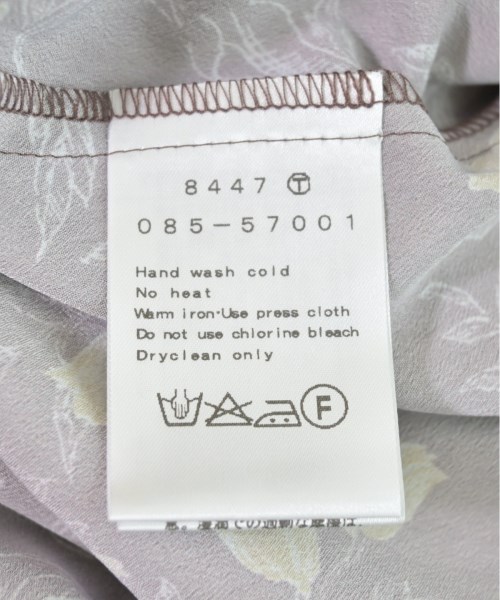 8447 Ⓣ
085-57001
Hand wash cold
No heat
Warm iron·Use press cloth
Do not use chlorine bleach
Dryclean only
F